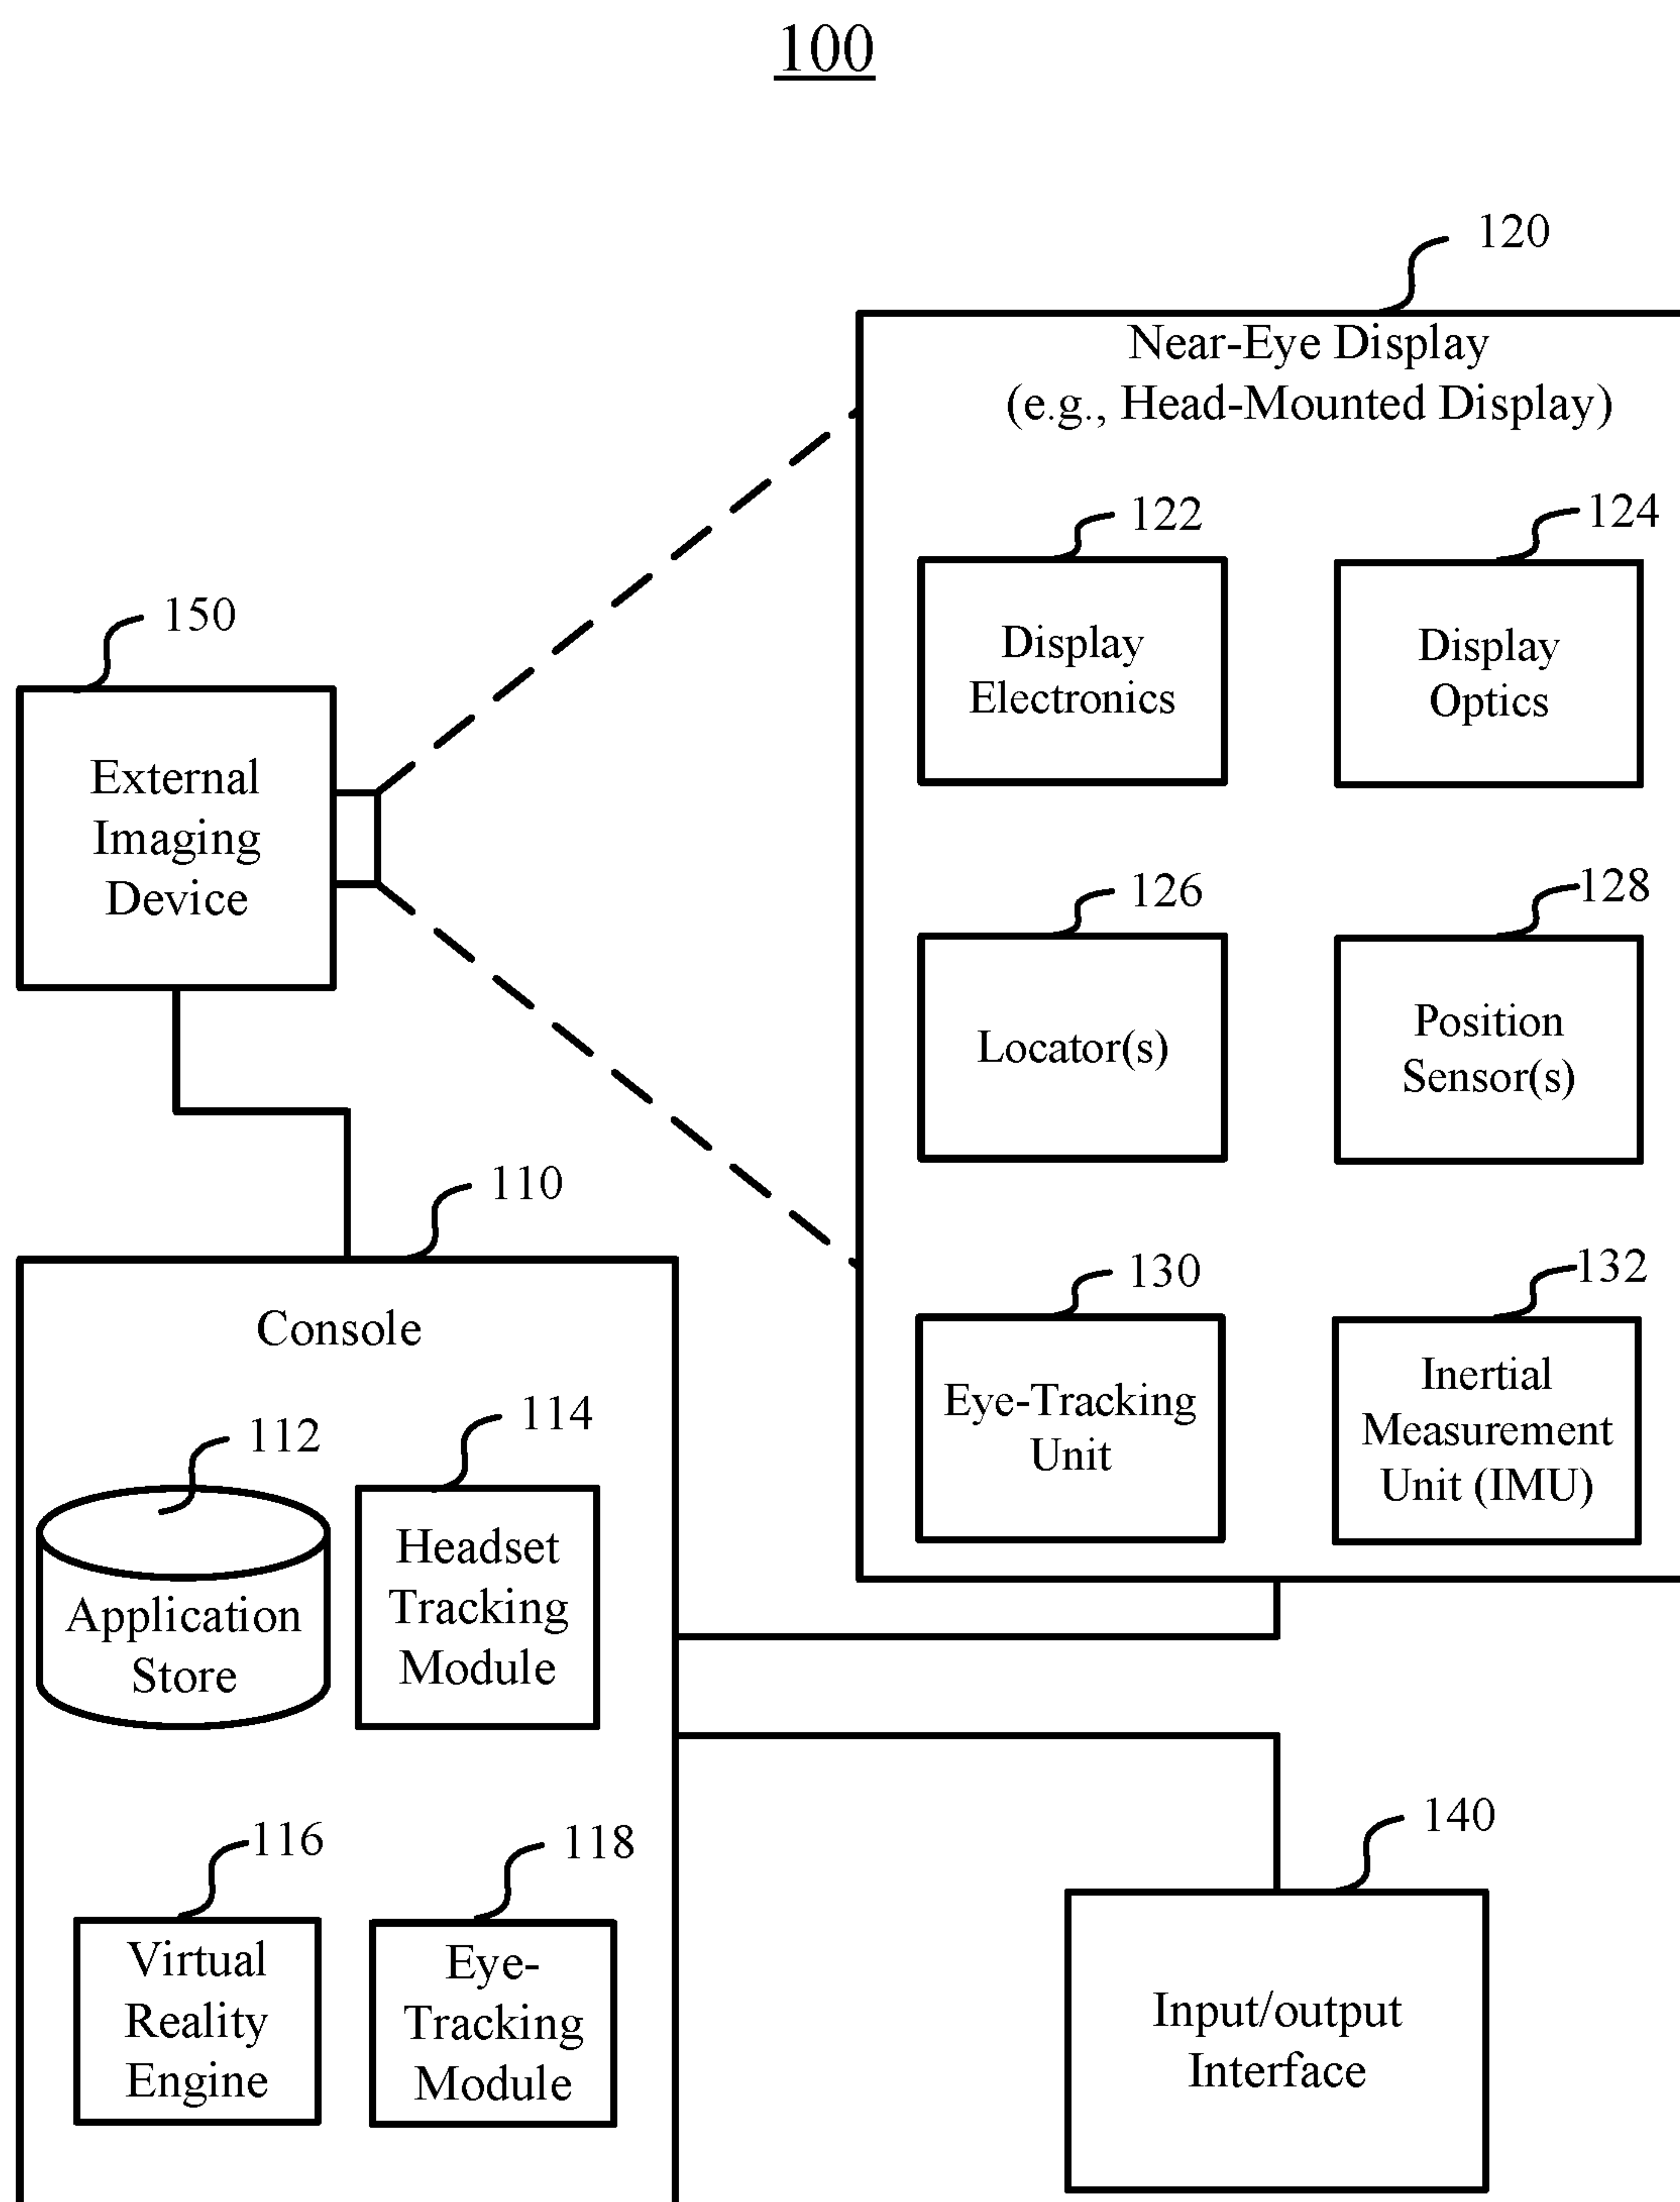 100
120
Near-Eye Display
(e.g., Head-Mounted Display)
122
Display
Electronics
124
Display
Optics
150
External
Imaging
Device
126
Locator(s)
128
Position
Sensor(s)
110
Console
130
Eye-Tracking
Unit
132
Inertial
Measurement
Unit (IMU)
112
Application
Store
114
Headset
Tracking
Module
116
Virtual
Reality
Engine
118
Eye-
Tracking
Module
140
Input/output
Interface